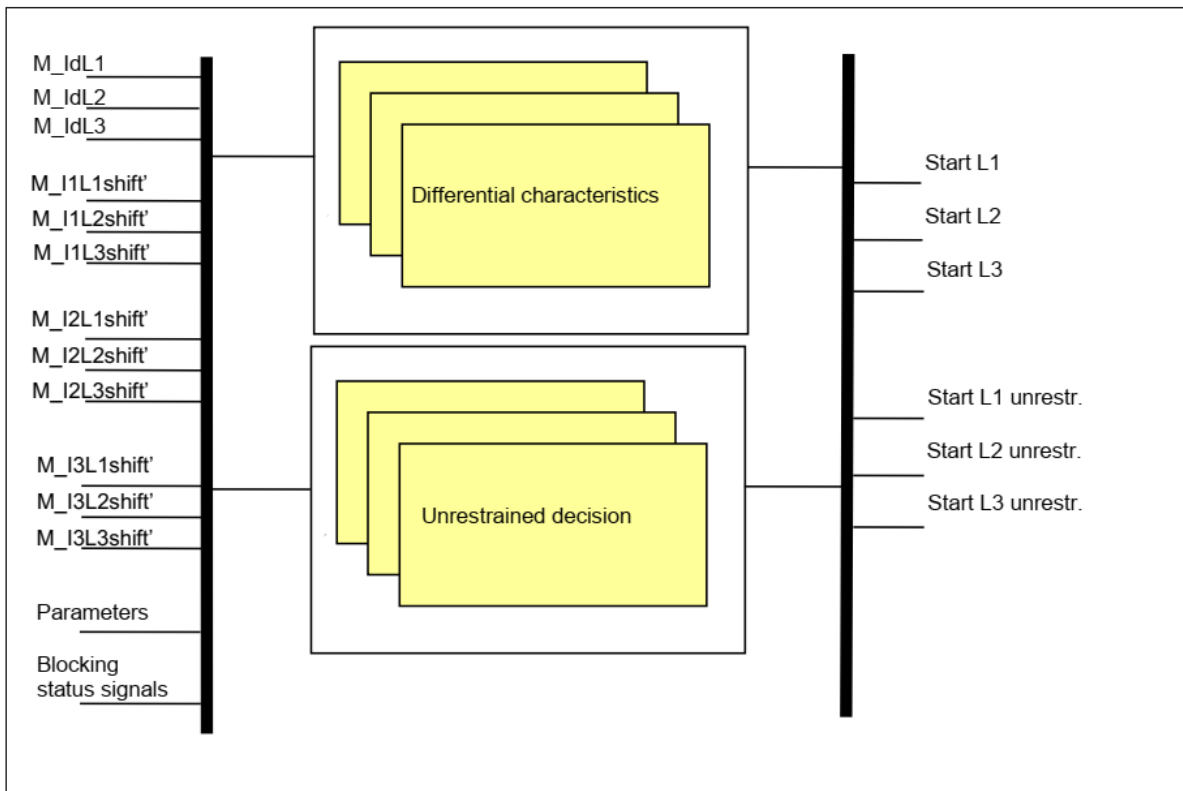 M_IdL1
M_IdL2
M_IdL3
M_I1L1shift’
M_I1L2shift’
M_I1L3shift’
M_I2L1shift’
M_I2L2shift’
M_I2L3shift’
M_I3L1shift’
M_I3L2shift’
M_I3L3shift’
Parameters
Blocking
status signals
Differential characteristics
Unrestrained decision
Start L1
Start L2
Start L3
Start L1 unrestr.
Start L2 unrestr.
Start L3 unrestr.